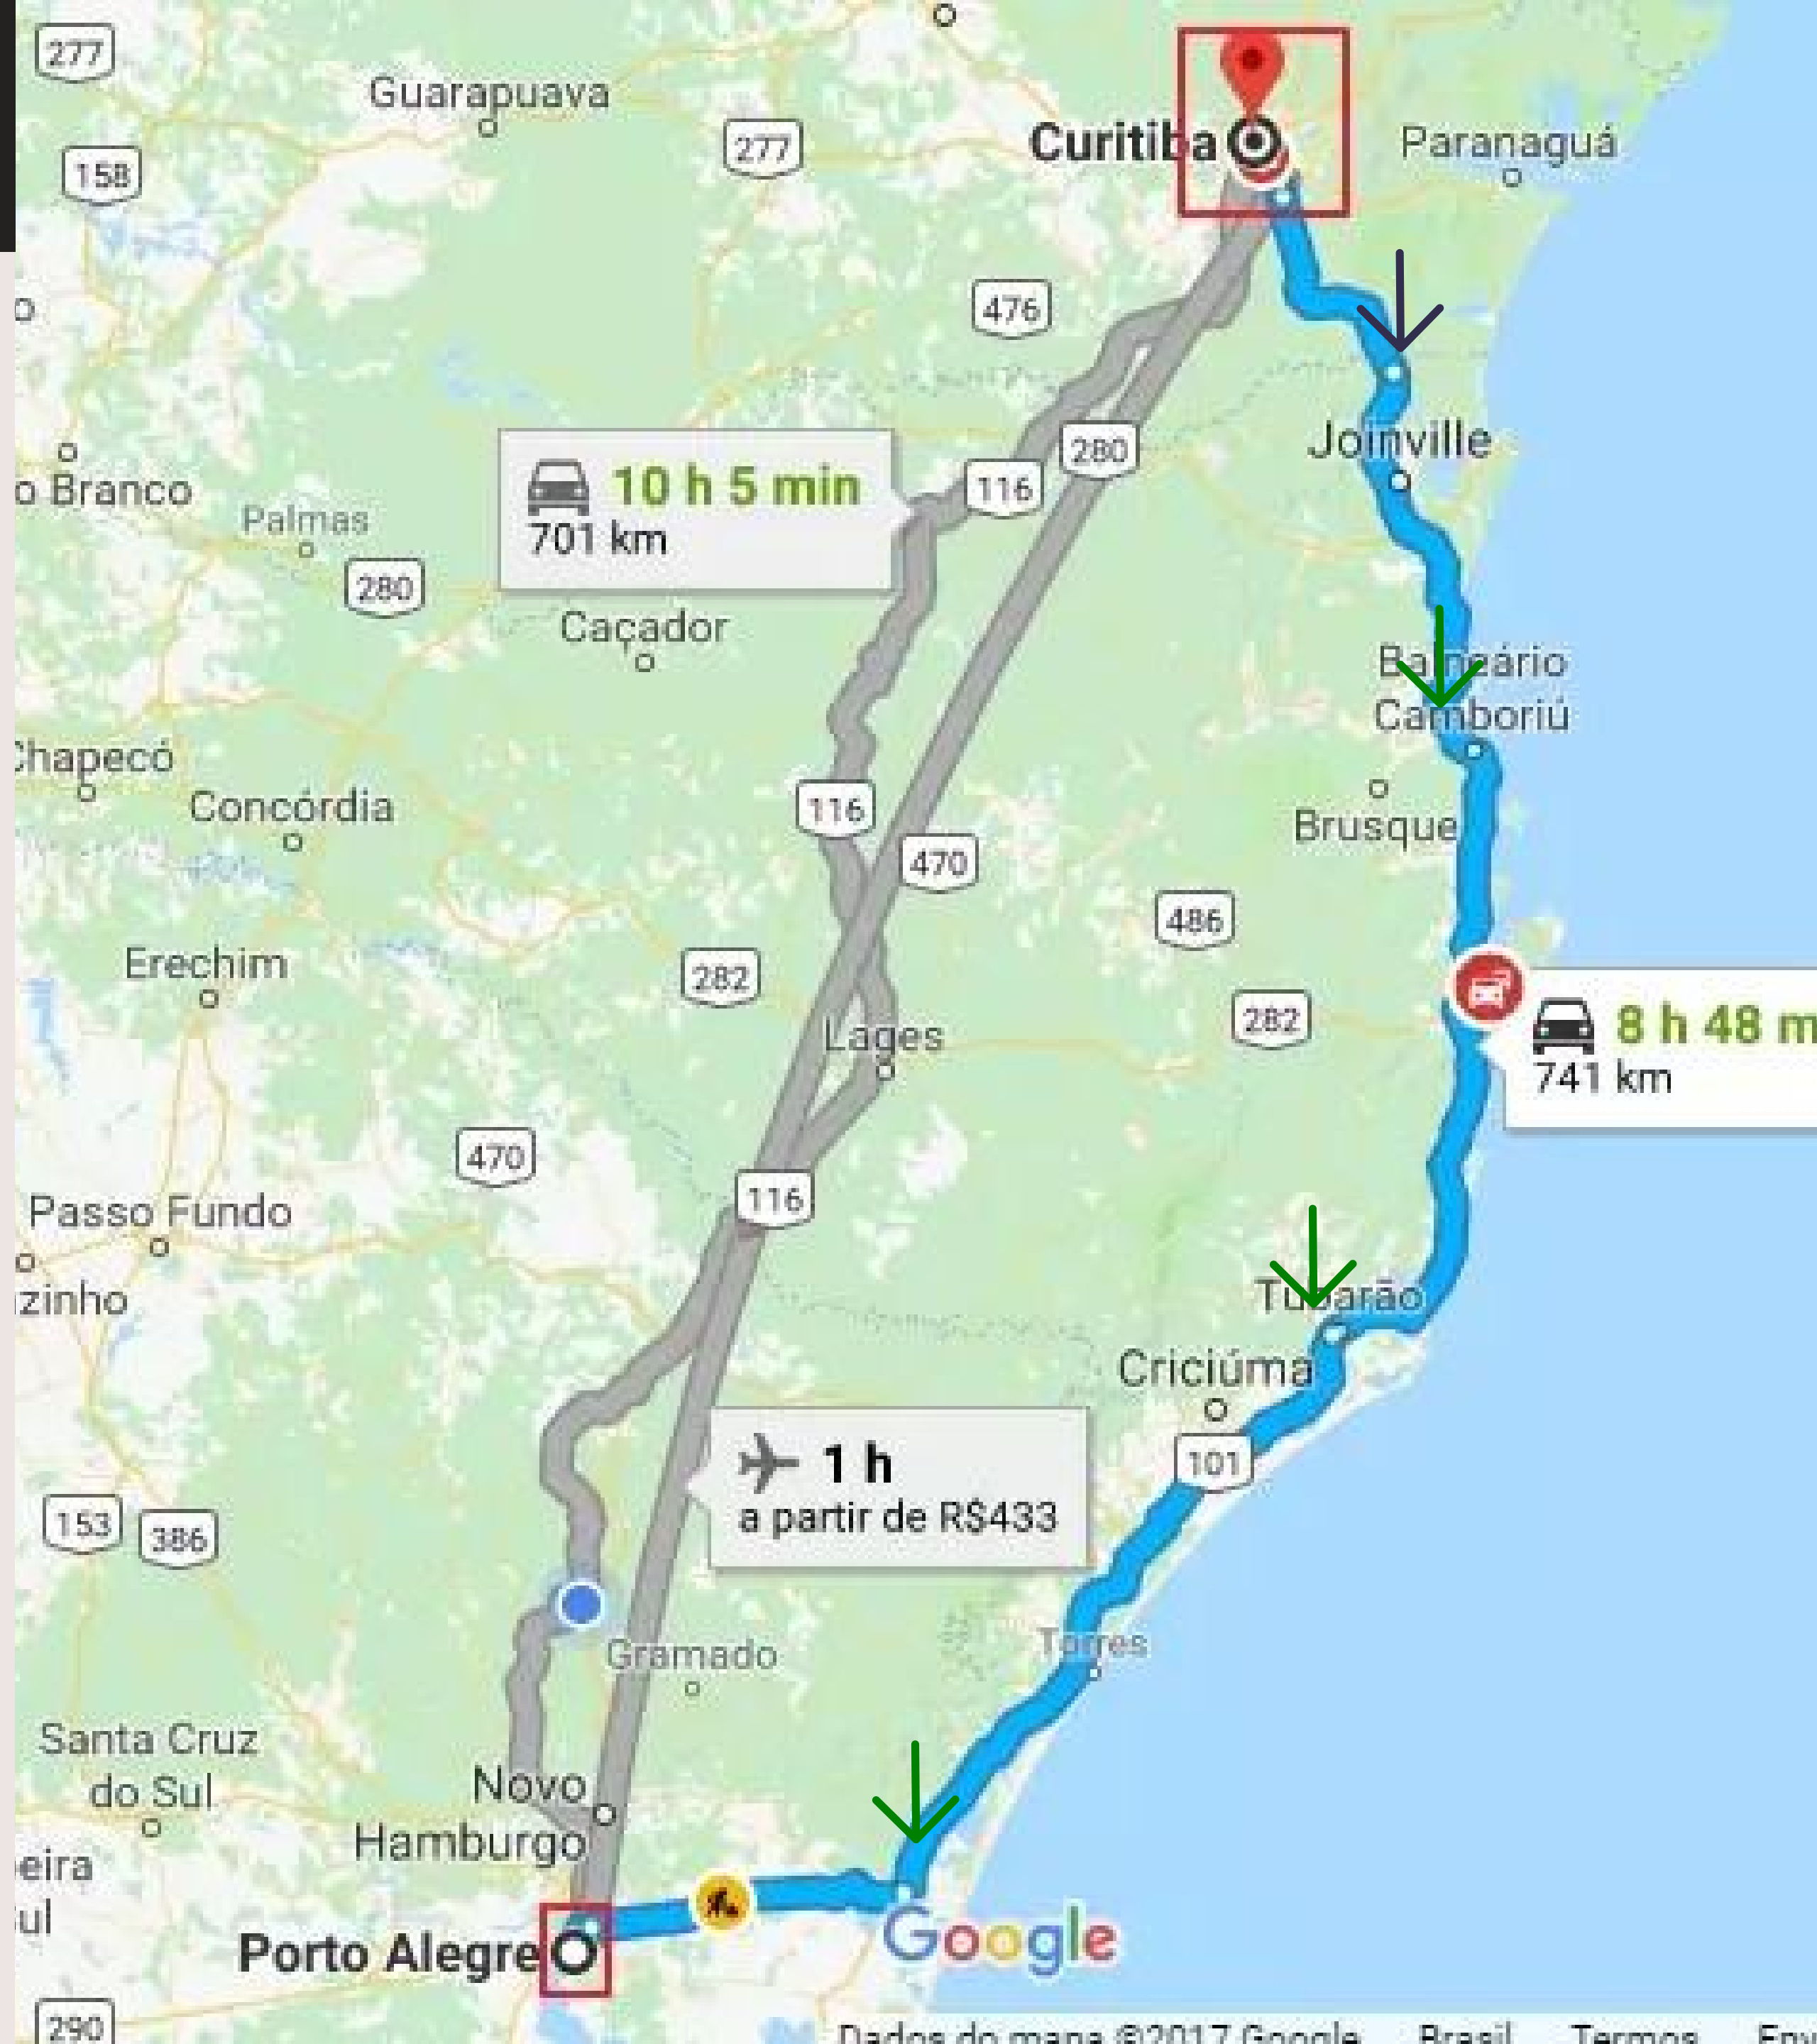 277
Guarapuava
158
277
Curitiba
Paranaguá
476
Joinville
280
116
10 h 5 min
701 km
o Branco
Palmas
280
Caçador
Balneário
Camboriú
Chapecó
Concórdia
116
Brusque
470
486
Erechim
282
282
Lages
8 h 48 m
741 km
470
116
Passo Fundo
zinho
Tubarão
Criciúma
101
1 h
a partir de R$433
153
386
Gramado
Torres
Santa Cruz
do Sul
Novo
Hamburgo
eira
ul
Porto Alegre
Google
290
Dados do mapa ©2017 Google Brasil Termos Env